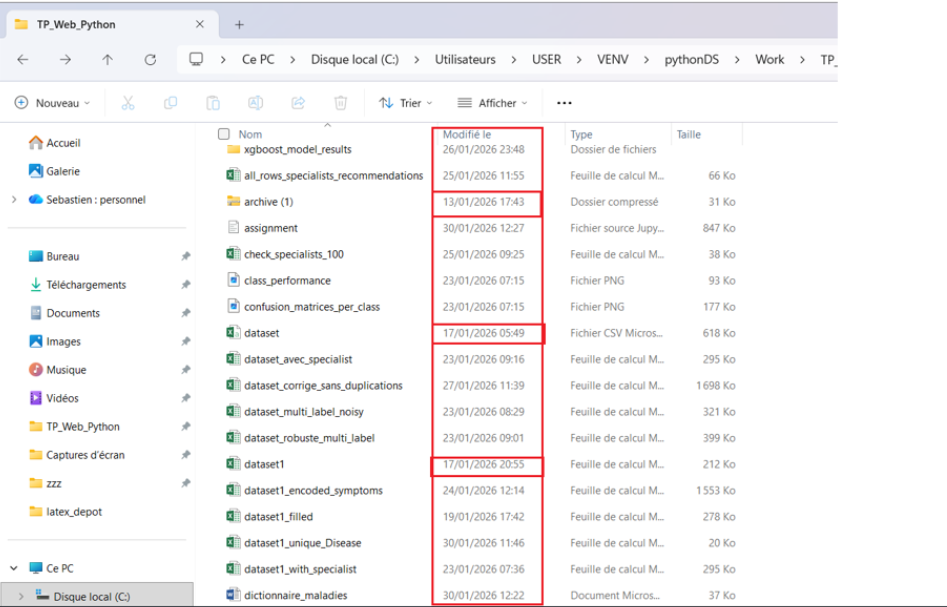 TP_Web_Python
Ce PC > Disque local (C:) > Utilisateurs > USER > VENV > pythonDS > Work > TP_
Nouveau Trier Afficher
Accueil
Galerie
Sebastien : personnel
Bureau
Téléchargements
Documents
Images
Musique
Vidéos
TP_Web_Python
Captures d'écran
zzz
latex_depot
Ce PC
Disque local (C:)
Nom Modifié le Type Taille
xgboost_model_results 26/01/2026 23:48 Dossier de fichiers
all_rows_specialists_recommendations 25/01/2026 11:55 Feuille de calcul M... 66 Ko
archive (1) 13/01/2026 17:43 Dossier compressé 31 Ko
assignment 30/01/2026 12:27 Fichier source Jupy... 847 Ko
check_specialists_100 25/01/2026 09:25 Feuille de calcul M... 38 Ko
class_performance 23/01/2026 07:15 Fichier PNG 93 Ko
confusion_matrices_per_class 23/01/2026 07:15 Fichier PNG 177 Ko
dataset 17/01/2026 05:49 Fichier CSV Micros... 618 Ko
dataset_avec_specialist 23/01/2026 09:16 Feuille de calcul M... 295 Ko
dataset_corrige_sans_duplications 27/01/2026 11:39 Feuille de calcul M... 1 698 Ko
dataset_multi_label_noisy 23/01/2026 08:29 Feuille de calcul M... 321 Ko
dataset_robuste_multi_label 23/01/2026 09:01 Feuille de calcul M... 399 Ko
dataset1 17/01/2026 20:55 Feuille de calcul M... 212 Ko
dataset1_encoded_symptoms 24/01/2026 12:14 Feuille de calcul M... 1 553 Ko
dataset1_filled 19/01/2026 17:42 Feuille de calcul M... 278 Ko
dataset1_unique_Disease 30/01/2026 11:46 Feuille de calcul M... 20 Ko
dataset1_with_specialist 23/01/2026 07:36 Feuille de calcul M... 295 Ko
dictionnaire_maladies 30/01/2026 12:22 Document Micros... 37 Ko